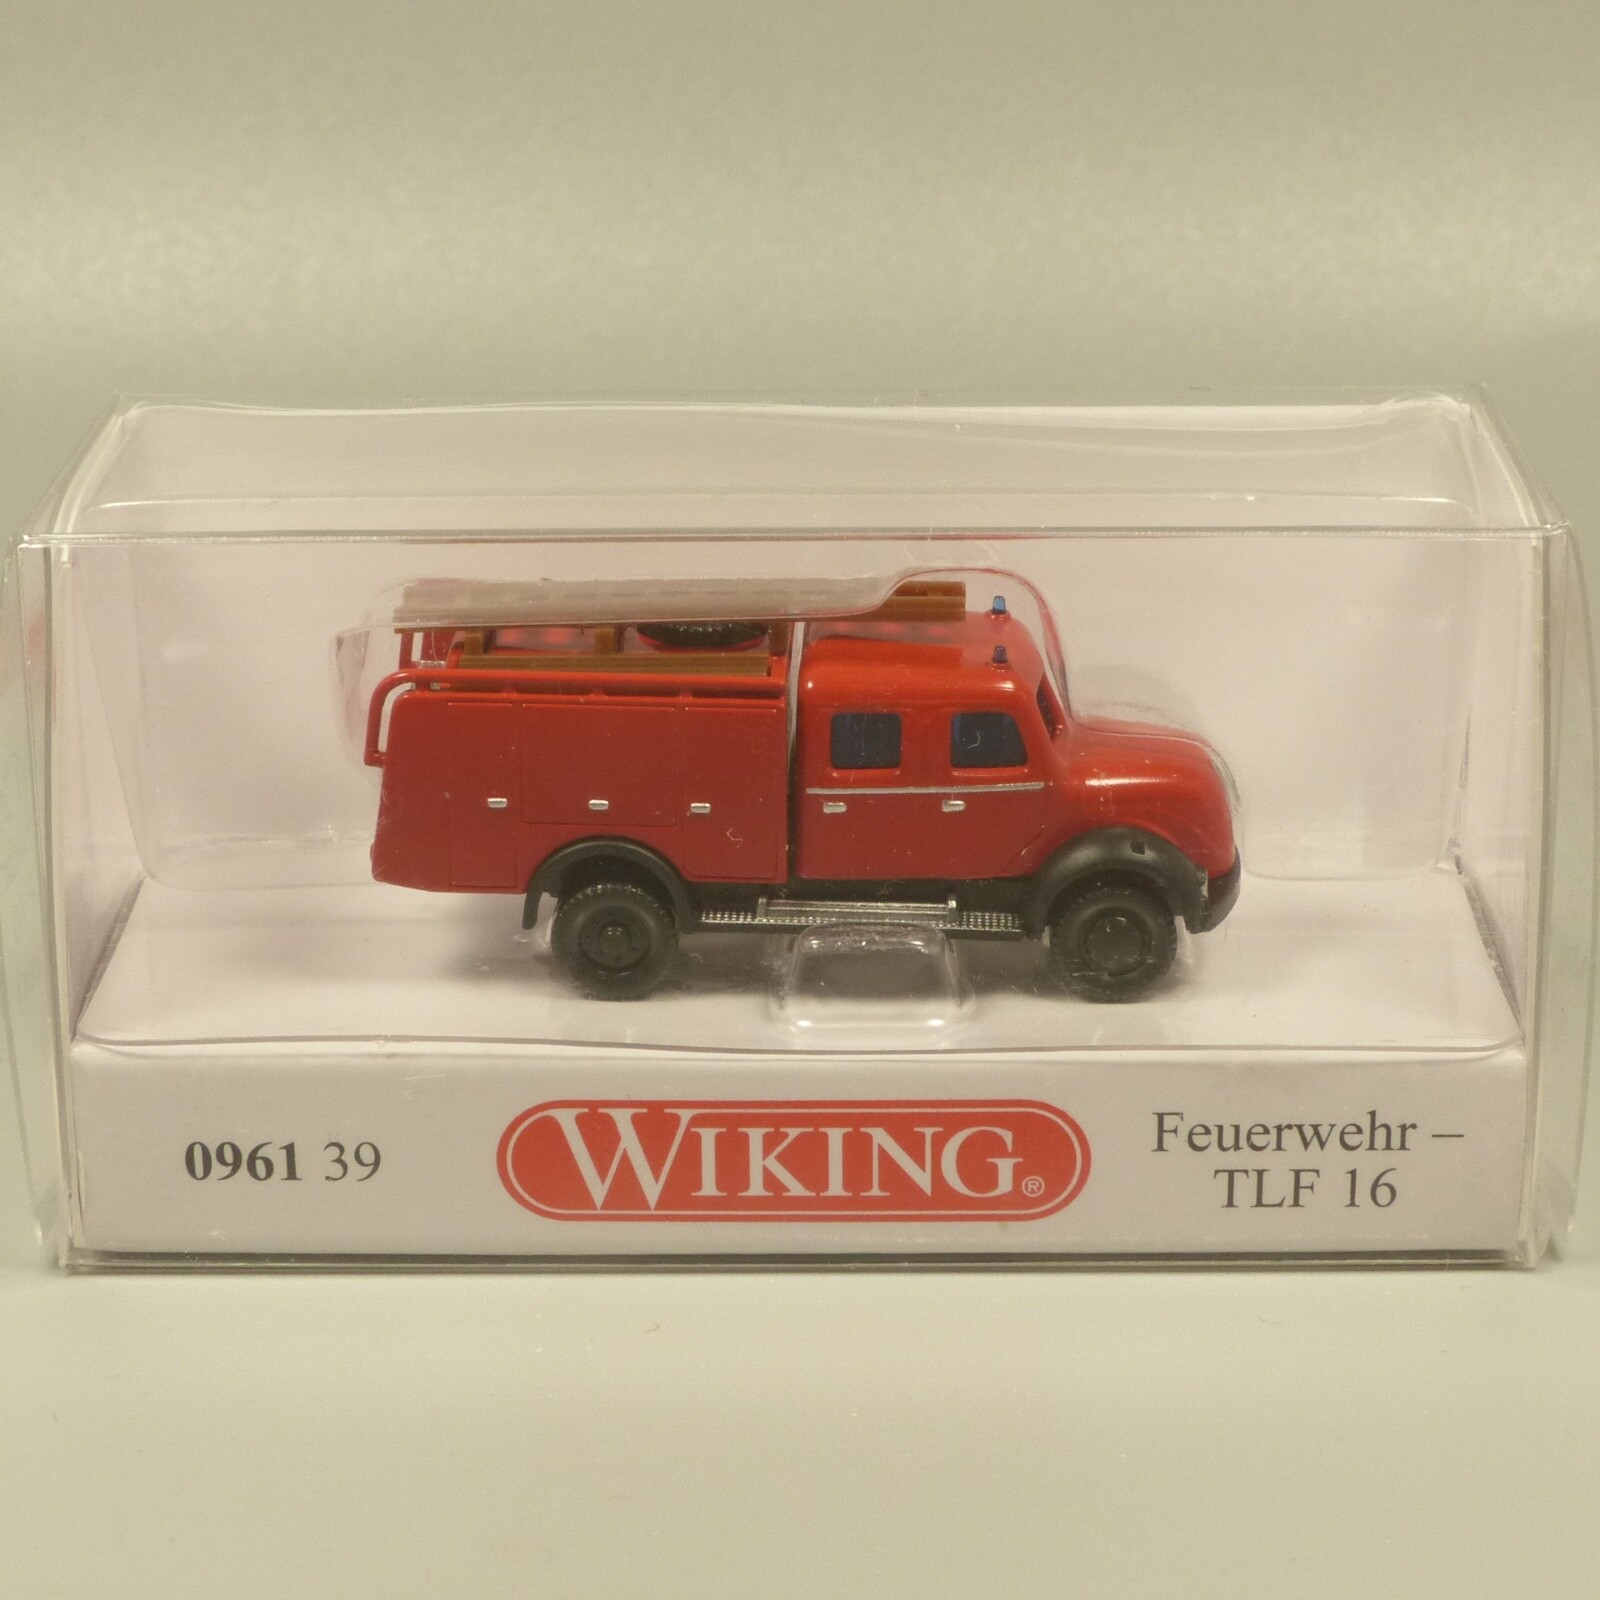 0961 39
WIKING®
Feuerwehr –
TLF 16